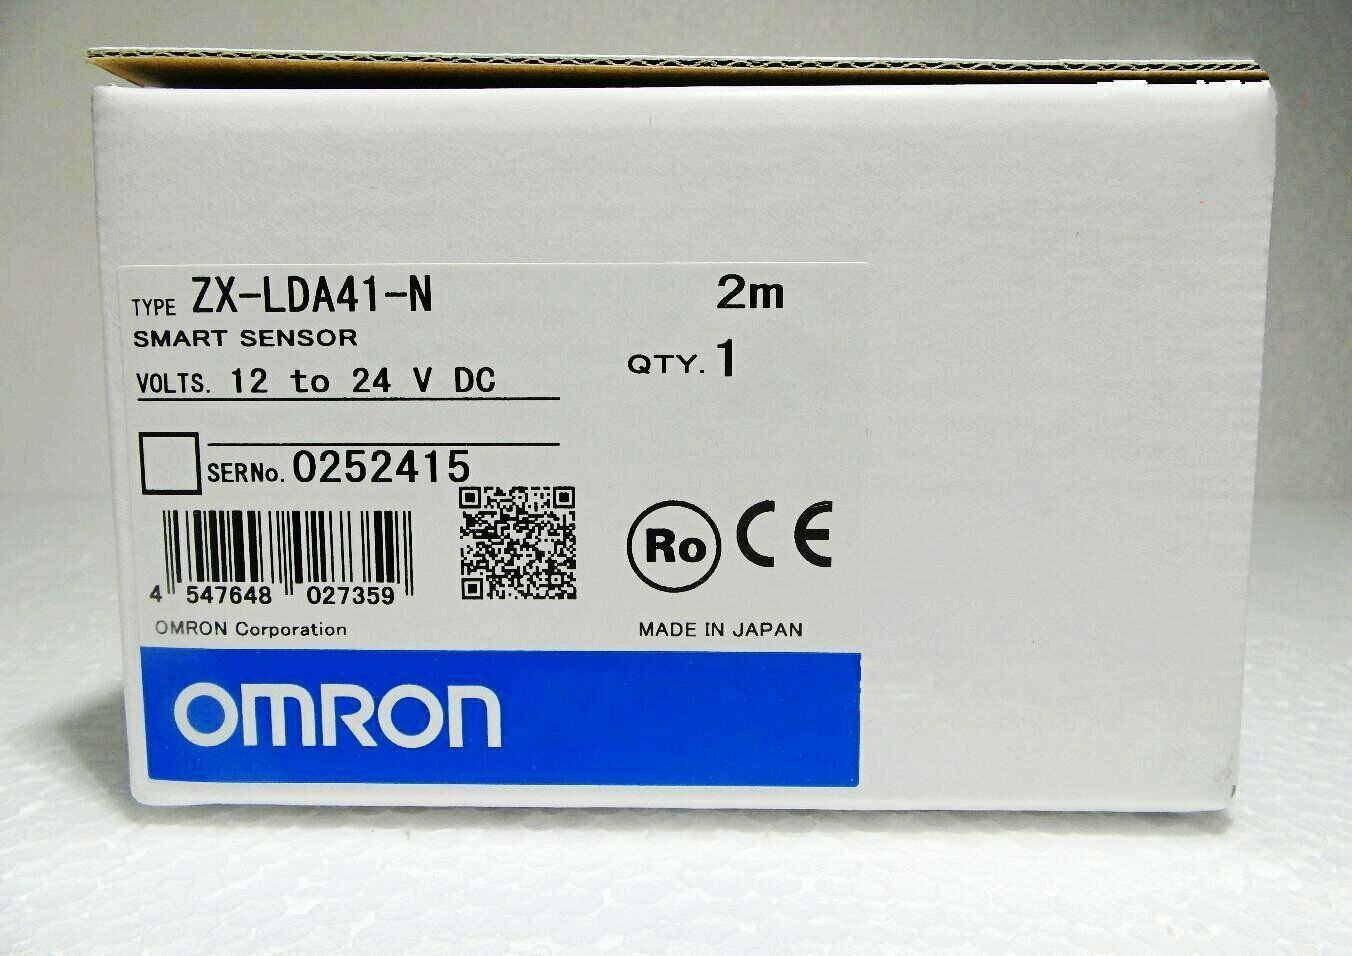 TYPE ZX-LDA41-N 2m
SMART SENSOR
QTY. 1
VOLTS. 12 to 24 V DC
SERNo. 0252415
Ro CE
4 547648 027359
OMRON Corporation MADE IN JAPAN
OMRON